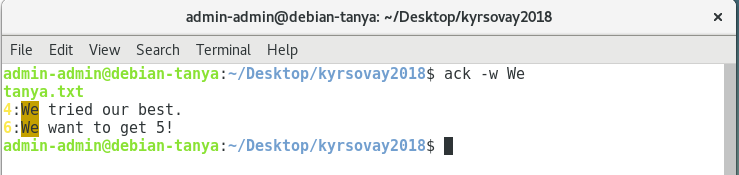 admin-admin@debian-tanya: ~/Desktop/kyrsovay2018
×
File Edit View Search Terminal Help
admin-admin@debian-tanya:~/Desktop/kyrsovay2018$ ack -w We
tanya.txt
4:We tried our best.
6:We want to get 5!
admin-admin@debian-tanya:~/Desktop/kyrsovay2018$